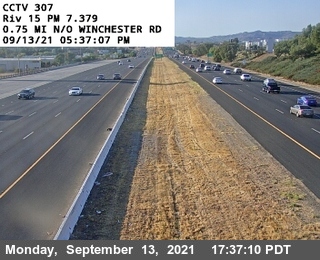 CCTV 307
Riv 15 PM 7.379
0.75 MI N/O WINCHESTER RD
09/13/21 05:37:07 PM
Monday, September 13, 2021 17:37:10 PDT